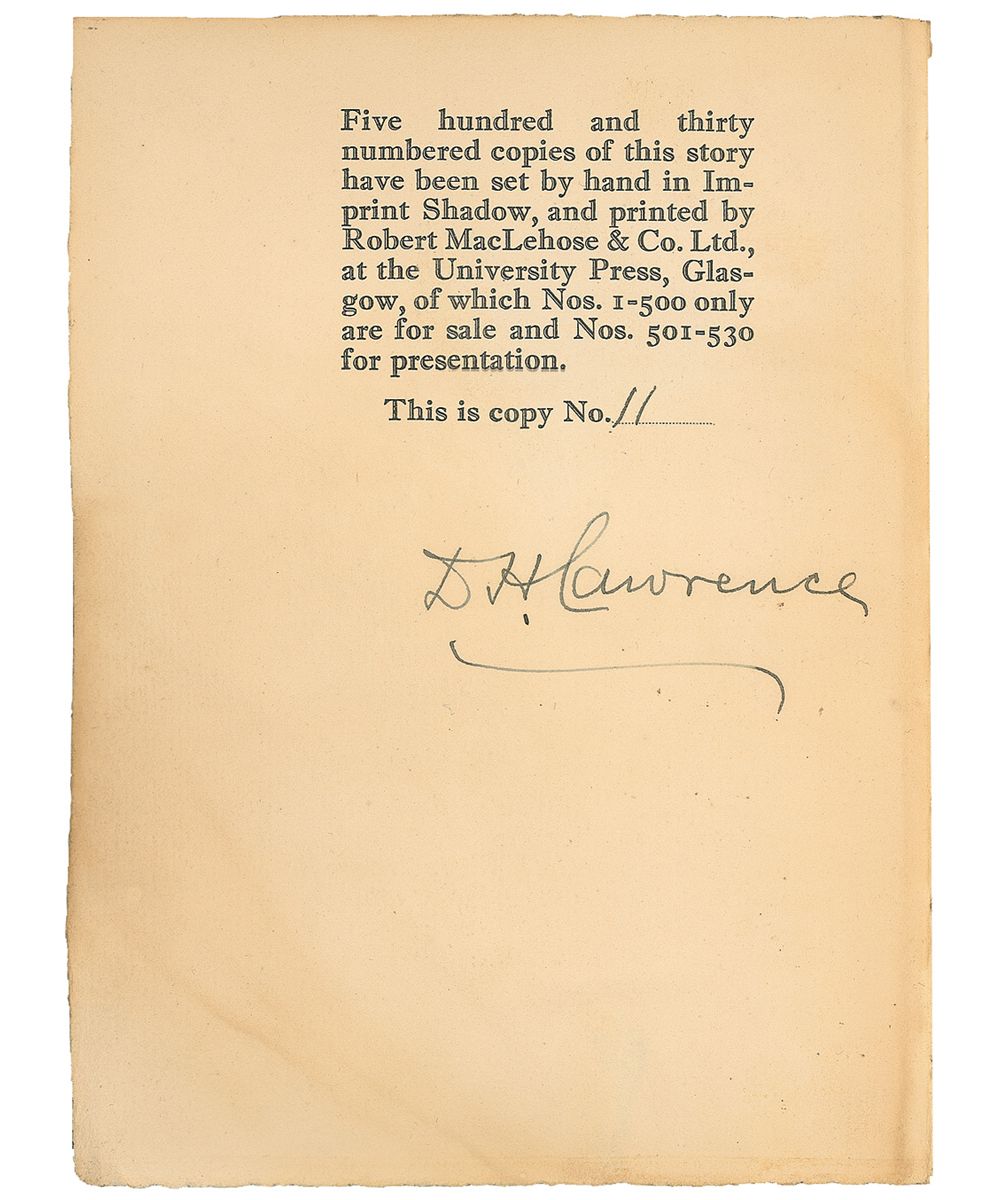 Five hundred and thirty
numbered copies of this story
have been set by hand in Im-
print Shadow, and printed by
Robert MacLehose & Co. Ltd.,
at the University Press, Glas-
gow, of which Nos. 1-500 only
are for sale and Nos. 501-530
for presentation.
This is copy No. 11
D. H. Lawrence